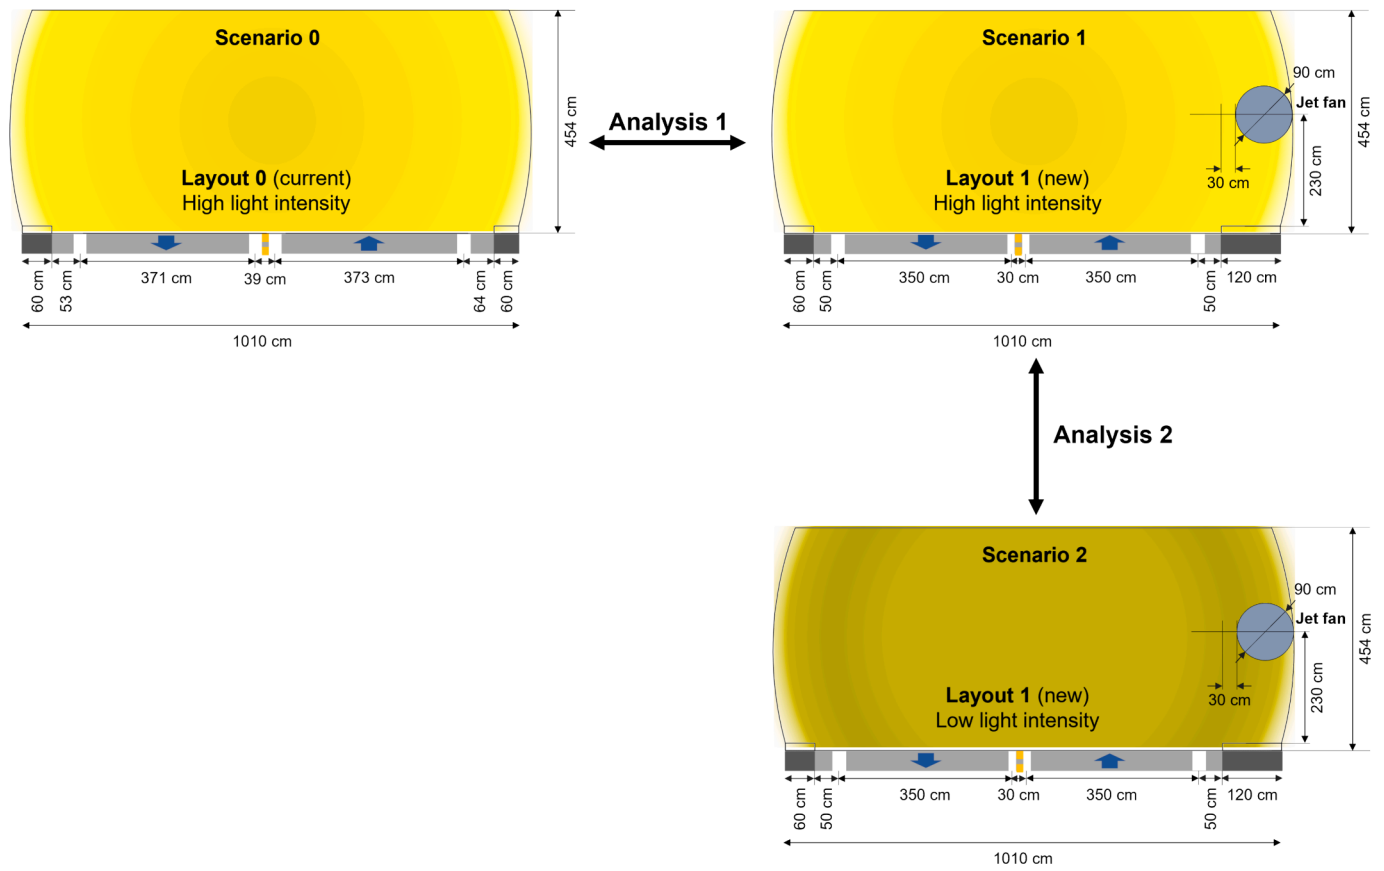 Scenario 0
Layout 0 (current)
High light intensity
454 cm
60 cm
53 cm
371 cm
39 cm
373 cm
64 cm
60 cm
1010 cm
Analysis 1
Scenario 1
90 cm
Jet fan
30 cm
230 cm
454 cm
Layout 1 (new)
High light intensity
60 cm
50 cm
350 cm
30 cm
350 cm
50 cm
120 cm
1010 cm
Analysis 2
Scenario 2
90 cm
Jet fan
30 cm
230 cm
454 cm
Layout 1 (new)
Low light intensity
60 cm
50 cm
350 cm
30 cm
350 cm
50 cm
120 cm
1010 cm